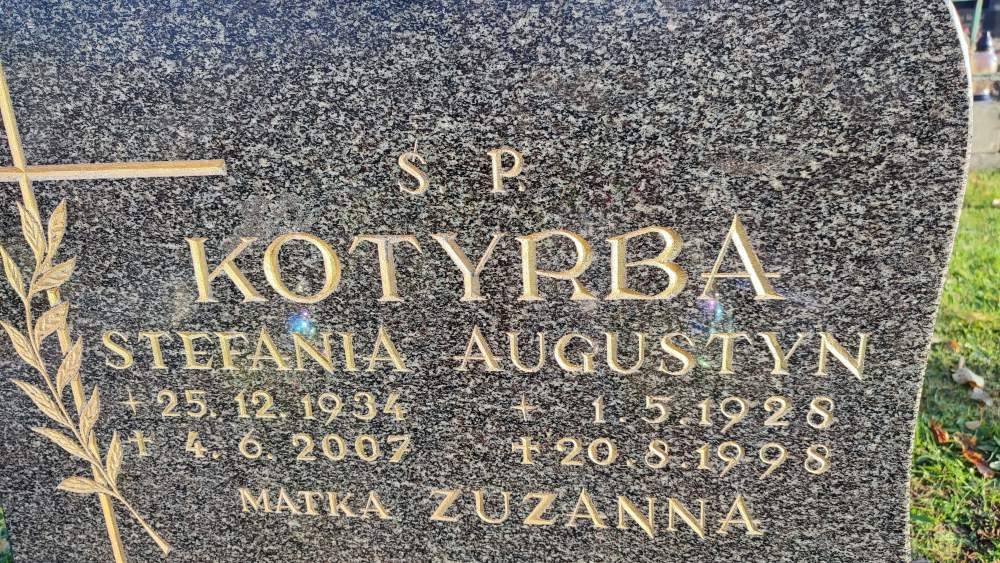 Ś. P.
KOTYRBA
STEFANIA AUGUSTYN
+ 25. 12. 1934 + 1. 5. 1928
✝ 4. 6. 2007 ✝ 20. 8. 1998
MATKA ZUZANNA